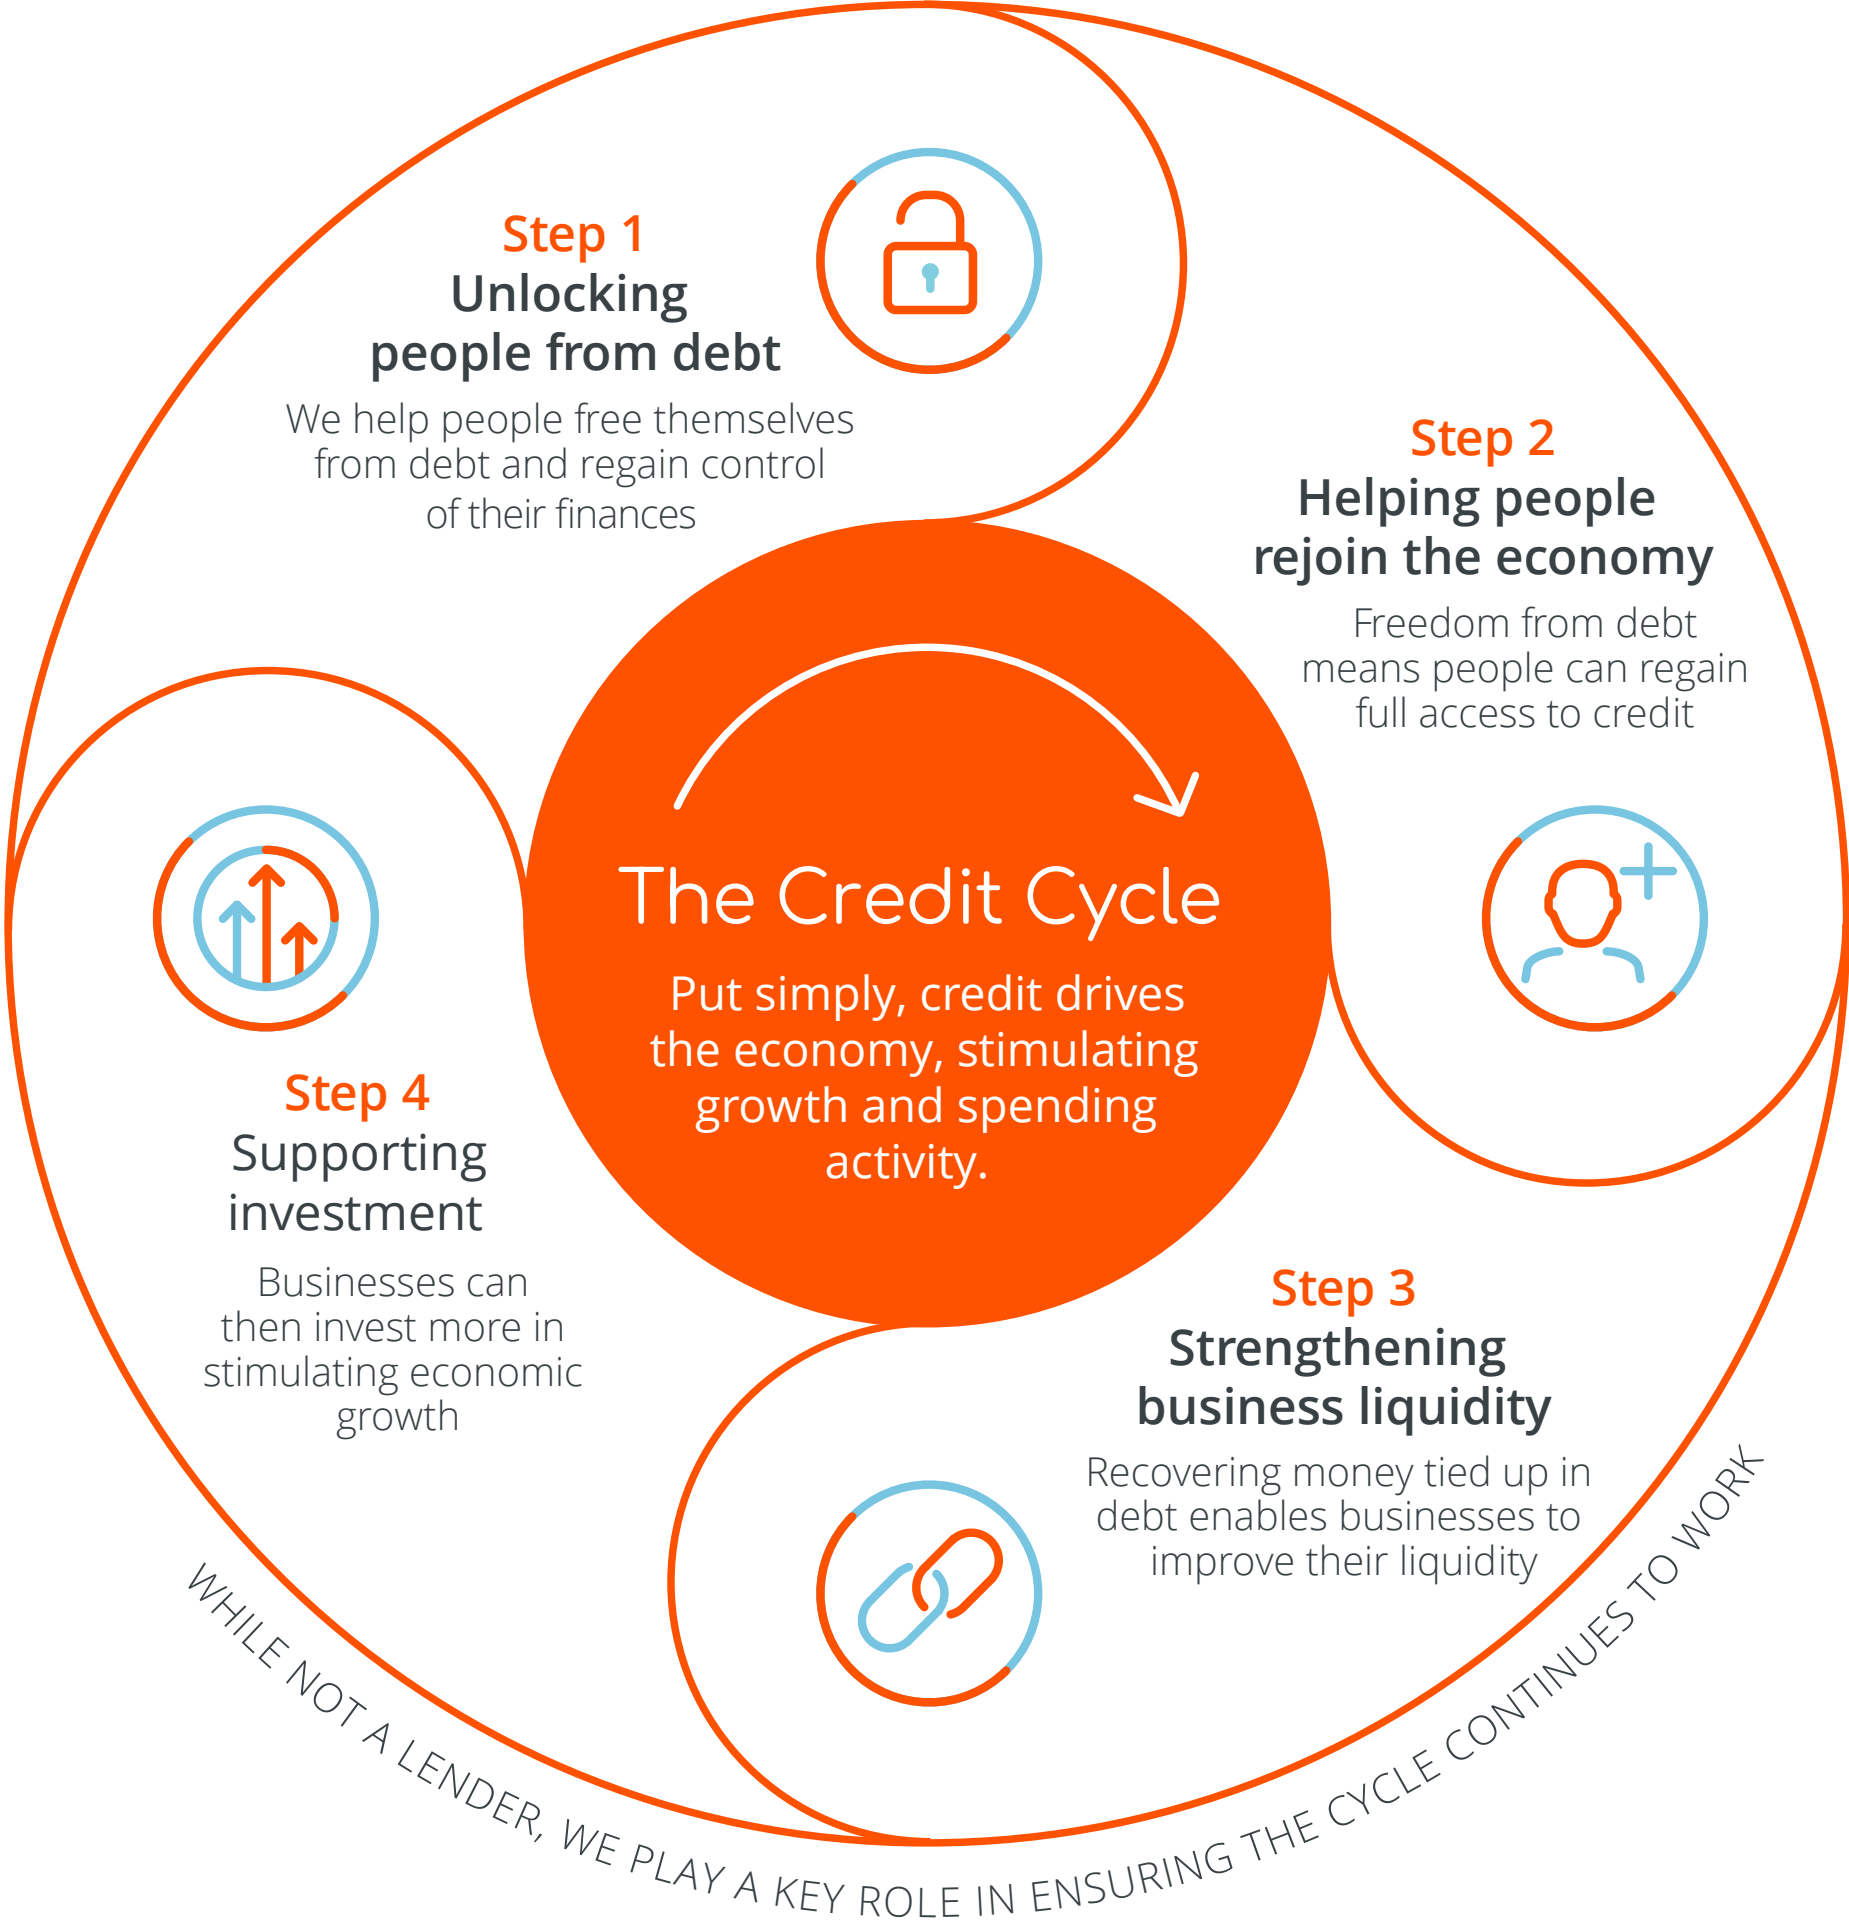 Step 1
Unlocking
people from debt
We help people free themselves
from debt and regain control
of their finances
Step 2
Helping people
rejoin the economy
Freedom from debt
means people can regain
full access to credit
The Credit Cycle
Put simply, credit drives
the economy, stimulating
growth and spending
activity.
Step 3
Strengthening
business liquidity
Recovering money tied up in
debt enables businesses to
improve their liquidity
Step 4
Supporting
investment
Businesses can
then invest more in
stimulating economic
growth
WHILE NOT A LENDER, WE PLAY A KEY ROLE IN ENSURING THE CYCLE CONTINUES TO WORK